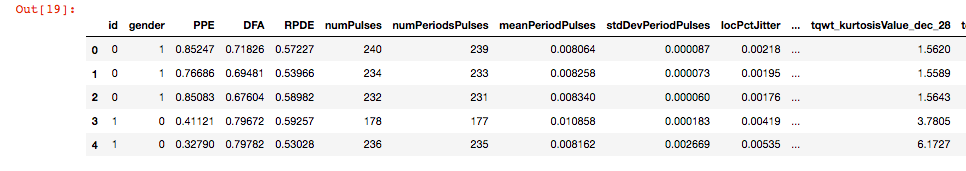 Out[19]:
id gender PPE DFA RPDE numPulses numPeriodsPulses meanPeriodPulses stdDevPeriodPulses locPctJitter ... tqwt_kurtosisValue_dec_28
0 0 1 0.85247 0.71826 0.57227 240 239 0.008064 0.000087 0.00218 ... 1.5620
1 0 1 0.76686 0.69481 0.53966 234 233 0.008258 0.000073 0.00195 ... 1.5589
2 0 1 0.85083 0.67604 0.58982 232 231 0.008340 0.000060 0.00176 ... 1.5643
3 1 0 0.41121 0.79672 0.59257 178 177 0.010858 0.000183 0.00419 ... 3.7805
4 1 0 0.32790 0.79782 0.53028 236 235 0.008162 0.002669 0.00535 ... 6.1727